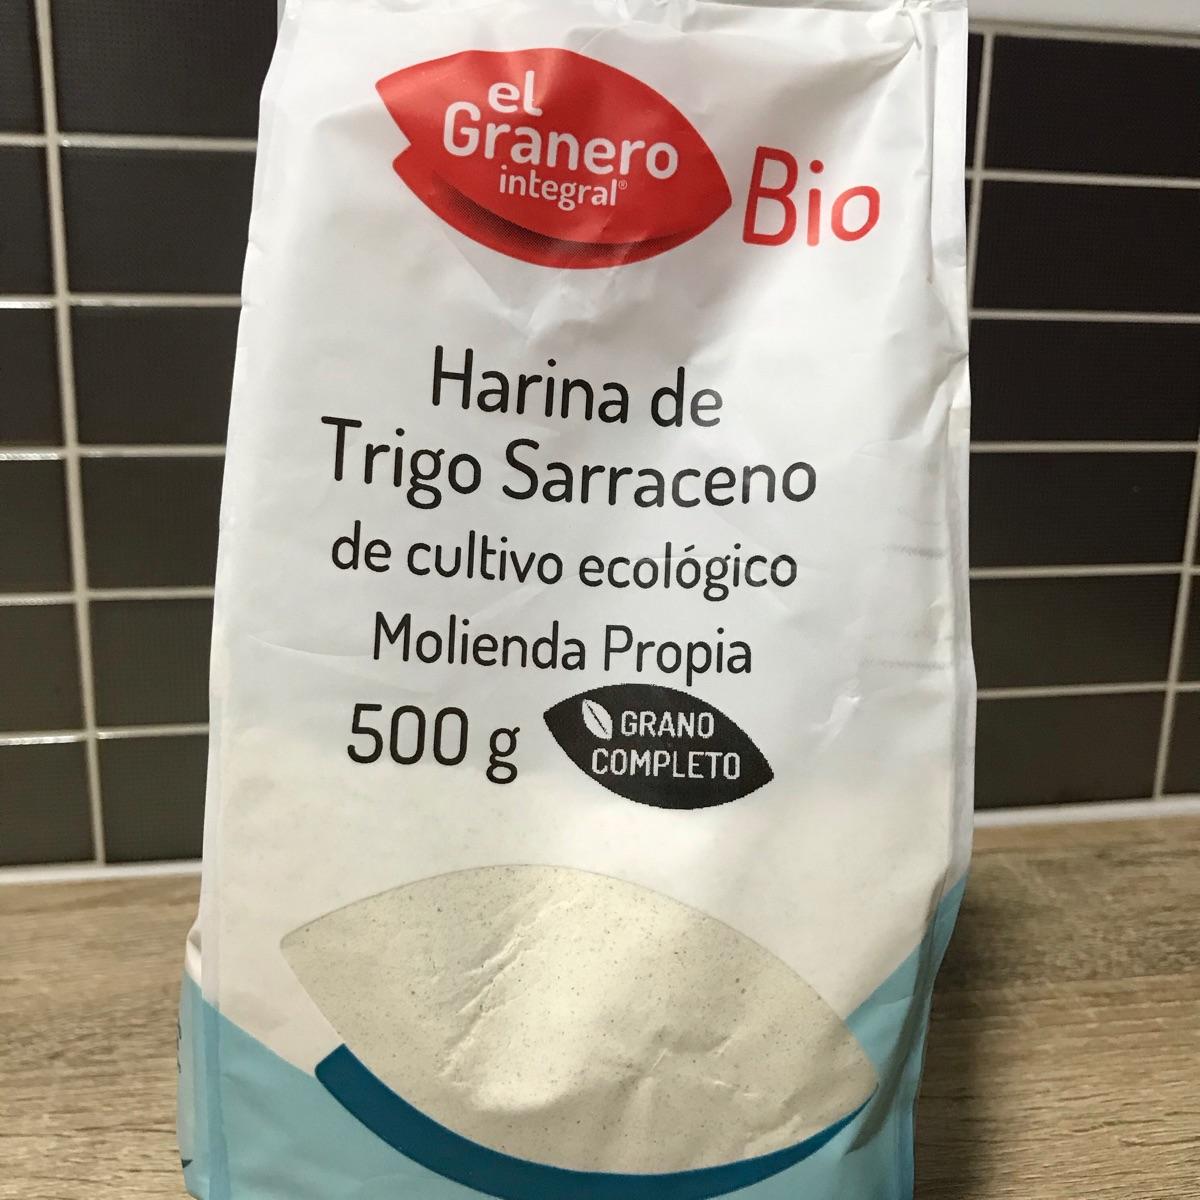 el
Granero
integral®
Bio
Harina de
Trigo Sarraceno
de cultivo ecológico
Molienda Propia
500 g
GRANO
COMPLETO